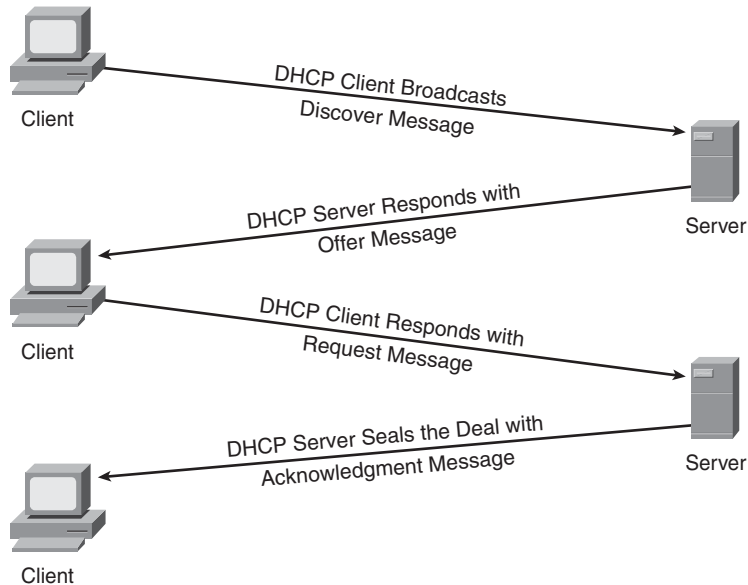 DHCP Client Broadcasts
Discover Message
Client
Server
DHCP Server Responds with
Offer Message
Client
DHCP Client Responds with
Request Message
Server
DHCP Server Seals the Deal with
Acknowledgment Message
Client